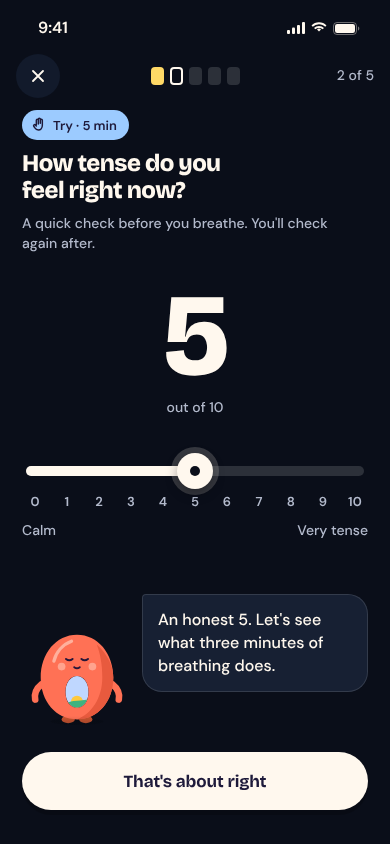 9:41
2 of 5
Try · 5 min
How tense do you
feel right now?
A quick check before you breathe. You'll check
again after.
5
out of 10
0 1 2 3 4 5 6 7 8 9 10
Calm Very tense
An honest 5. Let's see
what three minutes of
breathing does.
That's about right